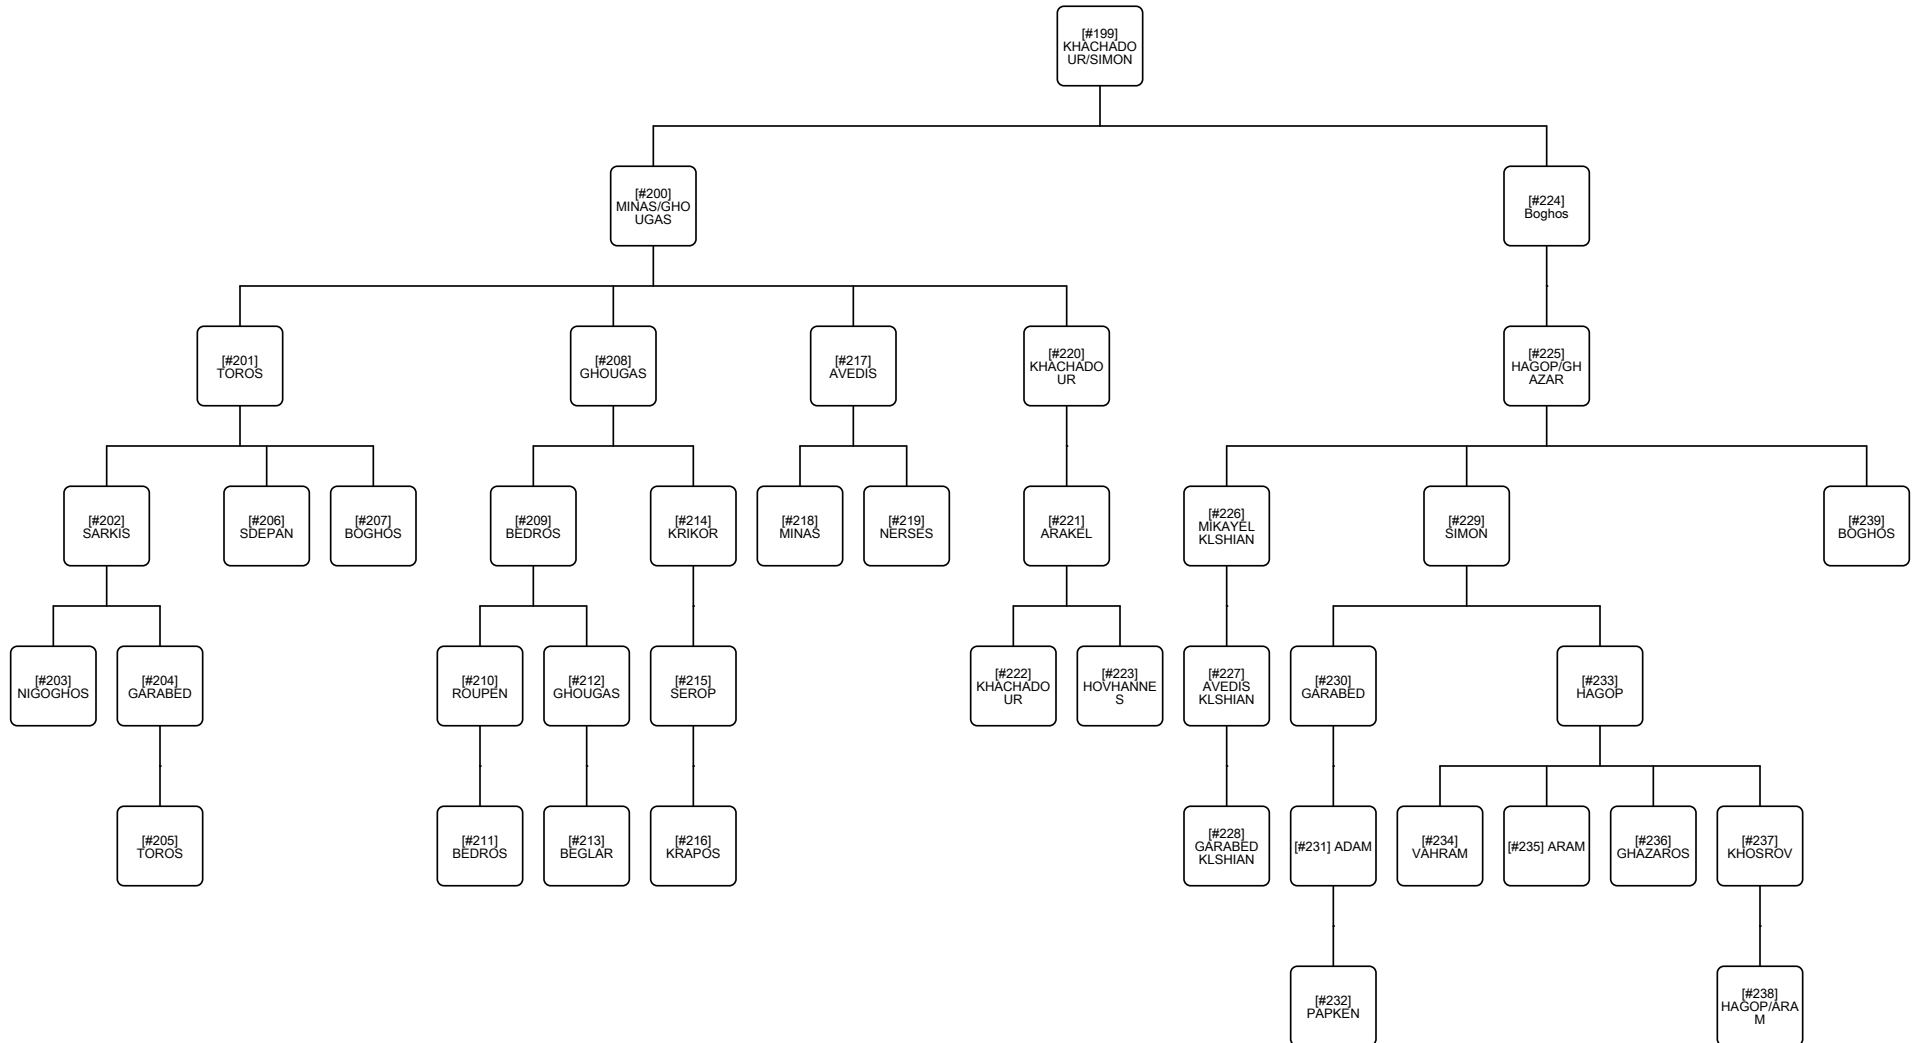 [#199]
KHACHADO
UR/SIMON
[#200]
MINAS/GHO
UGAS
[#224]
Boghos
[#201]
TOROS
[#208]
GHOUGAS
[#217]
AVEDIS
[#220]
KHACHADO
UR
[#225]
HAGOP/GH
AZAR
[#202]
SARKIS
[#206]
SDEPAN
[#207]
BOGHOS
[#209]
BEDROS
[#214]
KRIKOR
[#218]
MINAS
[#219]
NERSES
[#221]
ARAKEL
[#226]
MIKAYEL
KLSHIAN
[#229]
SIMON
[#239]
BOGHOS
[#203]
NIGOGHOS
[#204]
GARABED
[#210]
ROUPEN
[#212]
GHOUGAS
[#215]
SEROP
[#222]
KHACHADO
UR
[#223]
HOVHANNE
S
[#227]
AVEDIS
KLSHIAN
[#230]
GARABED
[#233]
HAGOP
[#205]
TOROS
[#211]
BEDROS
[#213]
BEGLAR
[#216]
KRAPOS
[#228]
GARABED
KLSHIAN
[#231] ADAM
[#234]
VAHRAM
[#235] ARAM
[#236]
GHAZAROS
[#237]
KHOSROV
[#232]
PAPKEN
[#238]
HAGOP/ARA
M